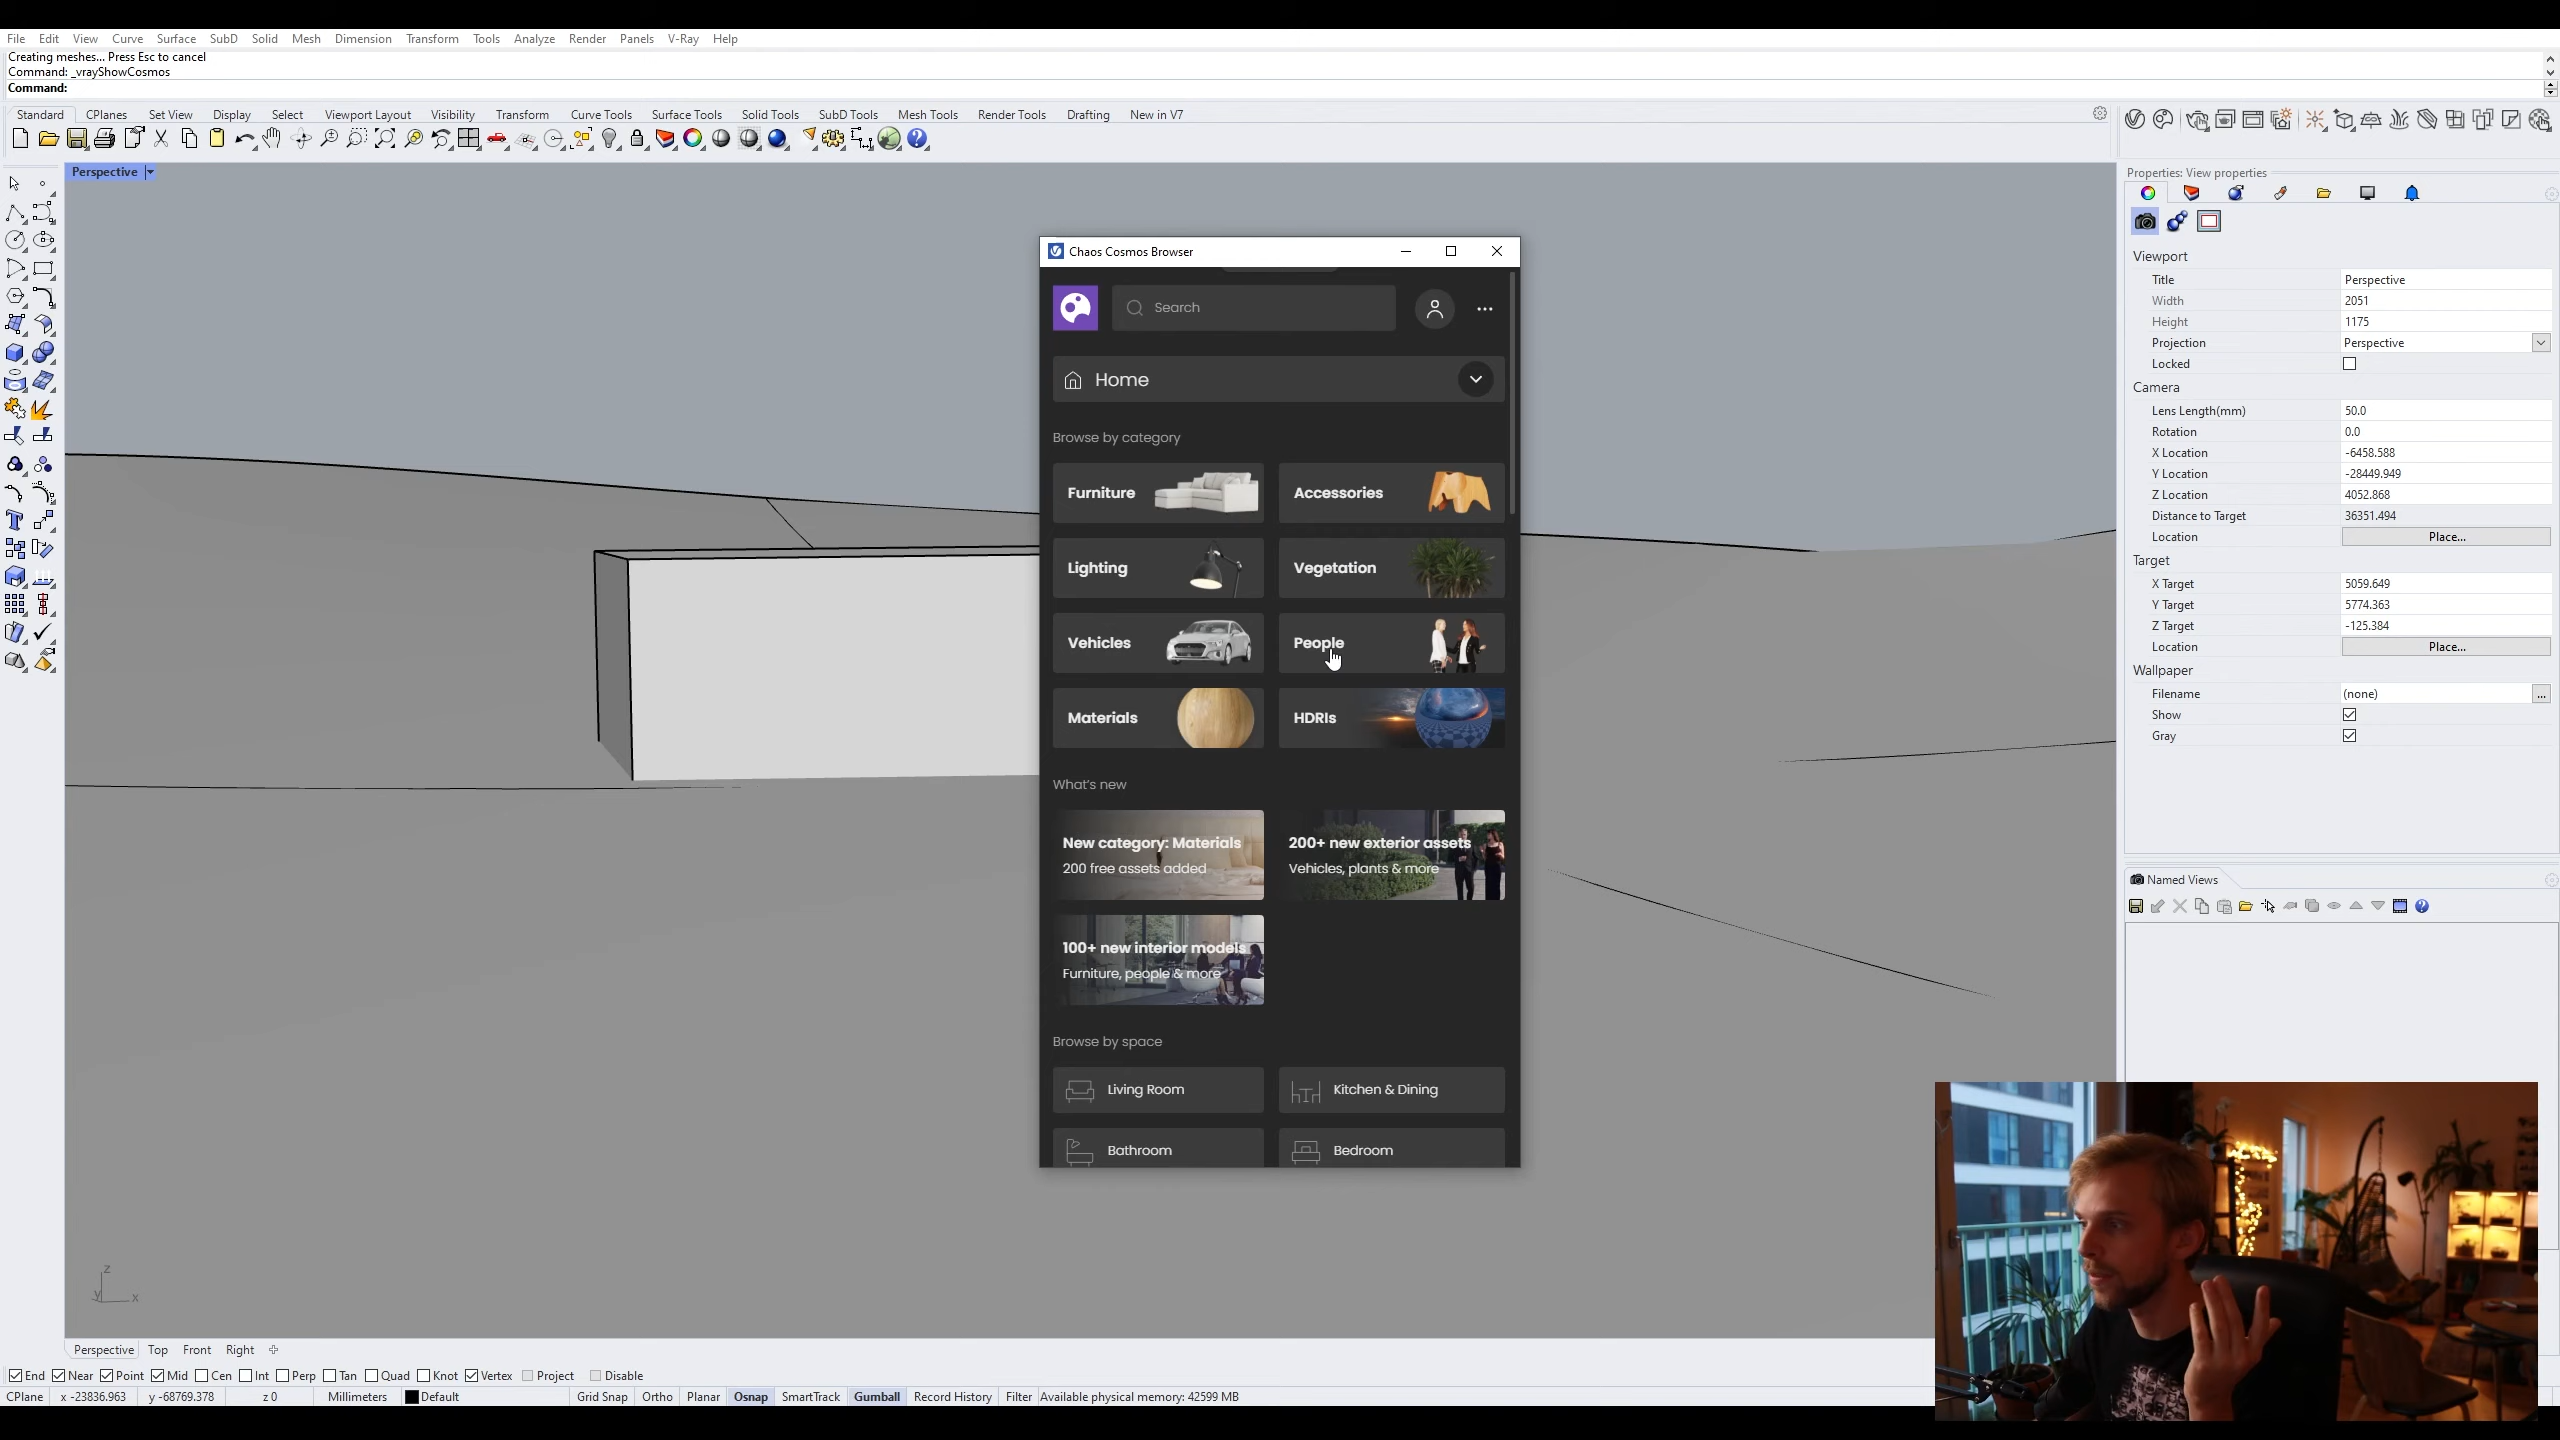 File Edit View Curve Surface SubD Solid Mesh Dimension Transform Tools Analyze Render Panels V-Ray Help
Creating meshes... Press Esc to cancel
Command: _vrayShowCosmos
Command:
Standard CPlanes Set View Display Select Viewport Layout Visibility Transform Curve Tools Surface Tools Solid Tools SubD Tools Mesh Tools Render Tools Drafting New in V7
Perspective
Chaos Cosmos Browser
Search
Home
Browse by category
Furniture
Accessories
Lighting
Vegetation
Vehicles
People
Materials
HDRIs
What's new
New category: Materials
200 free assets added
200+ new exterior assets
Vehicles, plants & more
100+ new interior models
Furniture, people & more
Browse by space
Living Room
Kitchen & Dining
Bathroom
Bedroom
Properties: View properties
Viewport
Title Perspective
Width 2051
Height 1175
Projection Perspective
Locked
Camera
Lens Length(mm) 50.0
Rotation 0.0
X Location -6458.588
Y Location -28449.949
Z Location 4052.868
Distance to Target 36351.494
Location Place...
Target
X Target 5059.649
Y Target 5774.363
Z Target -125.384
Location Place...
Wallpaper
Filename (none) ...
Show
Gray
Named Views
z
y x
Perspective Top Front Right
End Near Point Mid Cen Int Perp Tan Quad Knot Vertex Project Disable
CPlane x -23836.963 y -68769.378 z 0 Millimeters Default Grid Snap Ortho Planar Osnap SmartTrack Gumball Record History Filter Available physical memory: 42599 MB